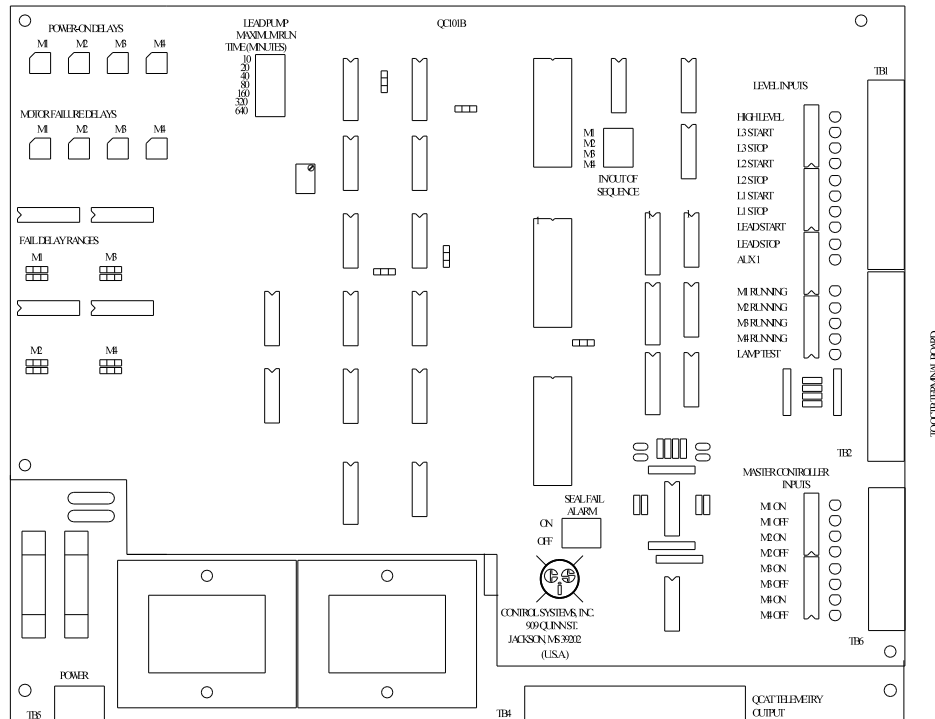 POWER-ON DELAYS
M1 M2 M3 M4
MOTOR FAILURE DELAYS
M1 M2 M3 M4
FAIL DELAY RANGES
M1 M3
M2 M4
LEAD PUMP
MAXIMUM RUN
TIME (MINUTES)
10
20
40
80
160
320
640
QC101B
M1
M2
M3
M4
IN/OUT OF
SEQUENCE
1
1
1
LEVEL INPUTS
TB1
HIGH LEVEL
L3 START
L3 STOP
L2 START
L2 STOP
L1 START
L1 STOP
LEAD START
LEAD STOP
AUX 1
M1 RUNNING
M2 RUNNING
M3 RUNNING
M4 RUNNING
LAMP TEST
TB2
MASTER CONTROLLER
INPUTS
M1 ON
M1 OFF
M2 ON
M2 OFF
M3 ON
M3 OFF
M4 ON
M4 OFF
TB6
SEAL FAIL
ALARM
ON
OFF
CONTROL SYSTEMS, INC.
909 QUINN ST.
JACKSON, MS 39202
(U.S.A.)
POWER
TB5
TB4
QCAT TELEMETRY
OUTPUT